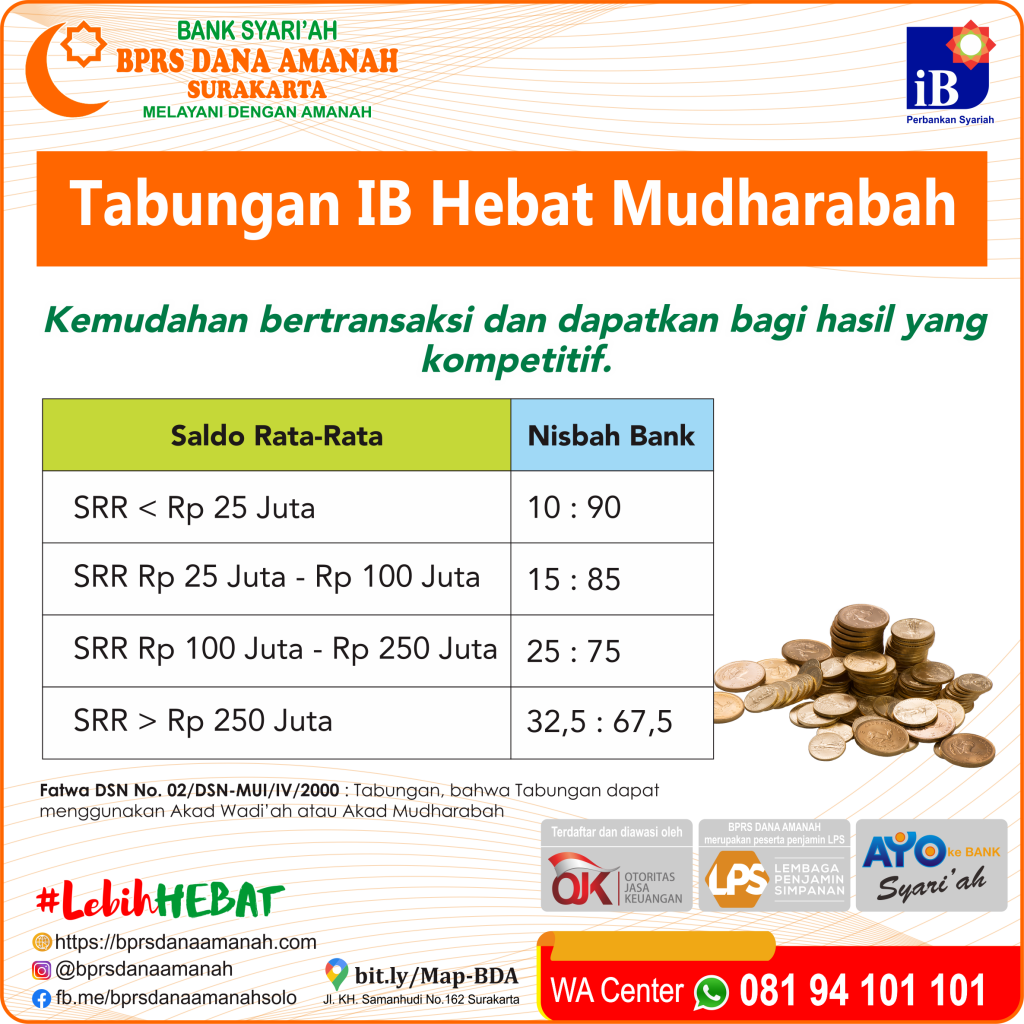 BANK SYARI'AH
BPRS DANA AMANAH
SURAKARTA
MELAYANI DENGAN AMANAH
iB
Perbankan Syariah
Tabungan IB Hebat Mudharabah
Kemudahan bertransaksi dan dapatkan bagi hasil yang
kompetitif.
Saldo Rata-Rata Nisbah Bank
SRR < Rp 25 Juta 10 : 90
SRR Rp 25 Juta - Rp 100 Juta 15 : 85
SRR Rp 100 Juta - Rp 250 Juta 25 : 75
SRR > Rp 250 Juta 32,5 : 67,5
Fatwa DSN No. 02/DSN-MUI/IV/2000 : Tabungan, bahwa Tabungan dapat
menggunakan Akad Wadi'ah atau Akad Mudharabah
Terdaftar dan diawasi oleh
OJK OTORITAS
JASA
KEUANGAN
BPRS DANA AMANAH
merupakan peserta penjamin LPS
LPS LEMBAGA
PENJAMIN
SIMPANAN
AYO ke BANK
Syari'ah
#LebihHEBAT
https://bprsdanaamanah.com
@bprsdanaamanah
fb.me/bprsdanaamanahsolo
bit.ly/Map-BDA
Jl. KH. Samanhudi No.162 Surakarta
WA Center 081 94 101 101